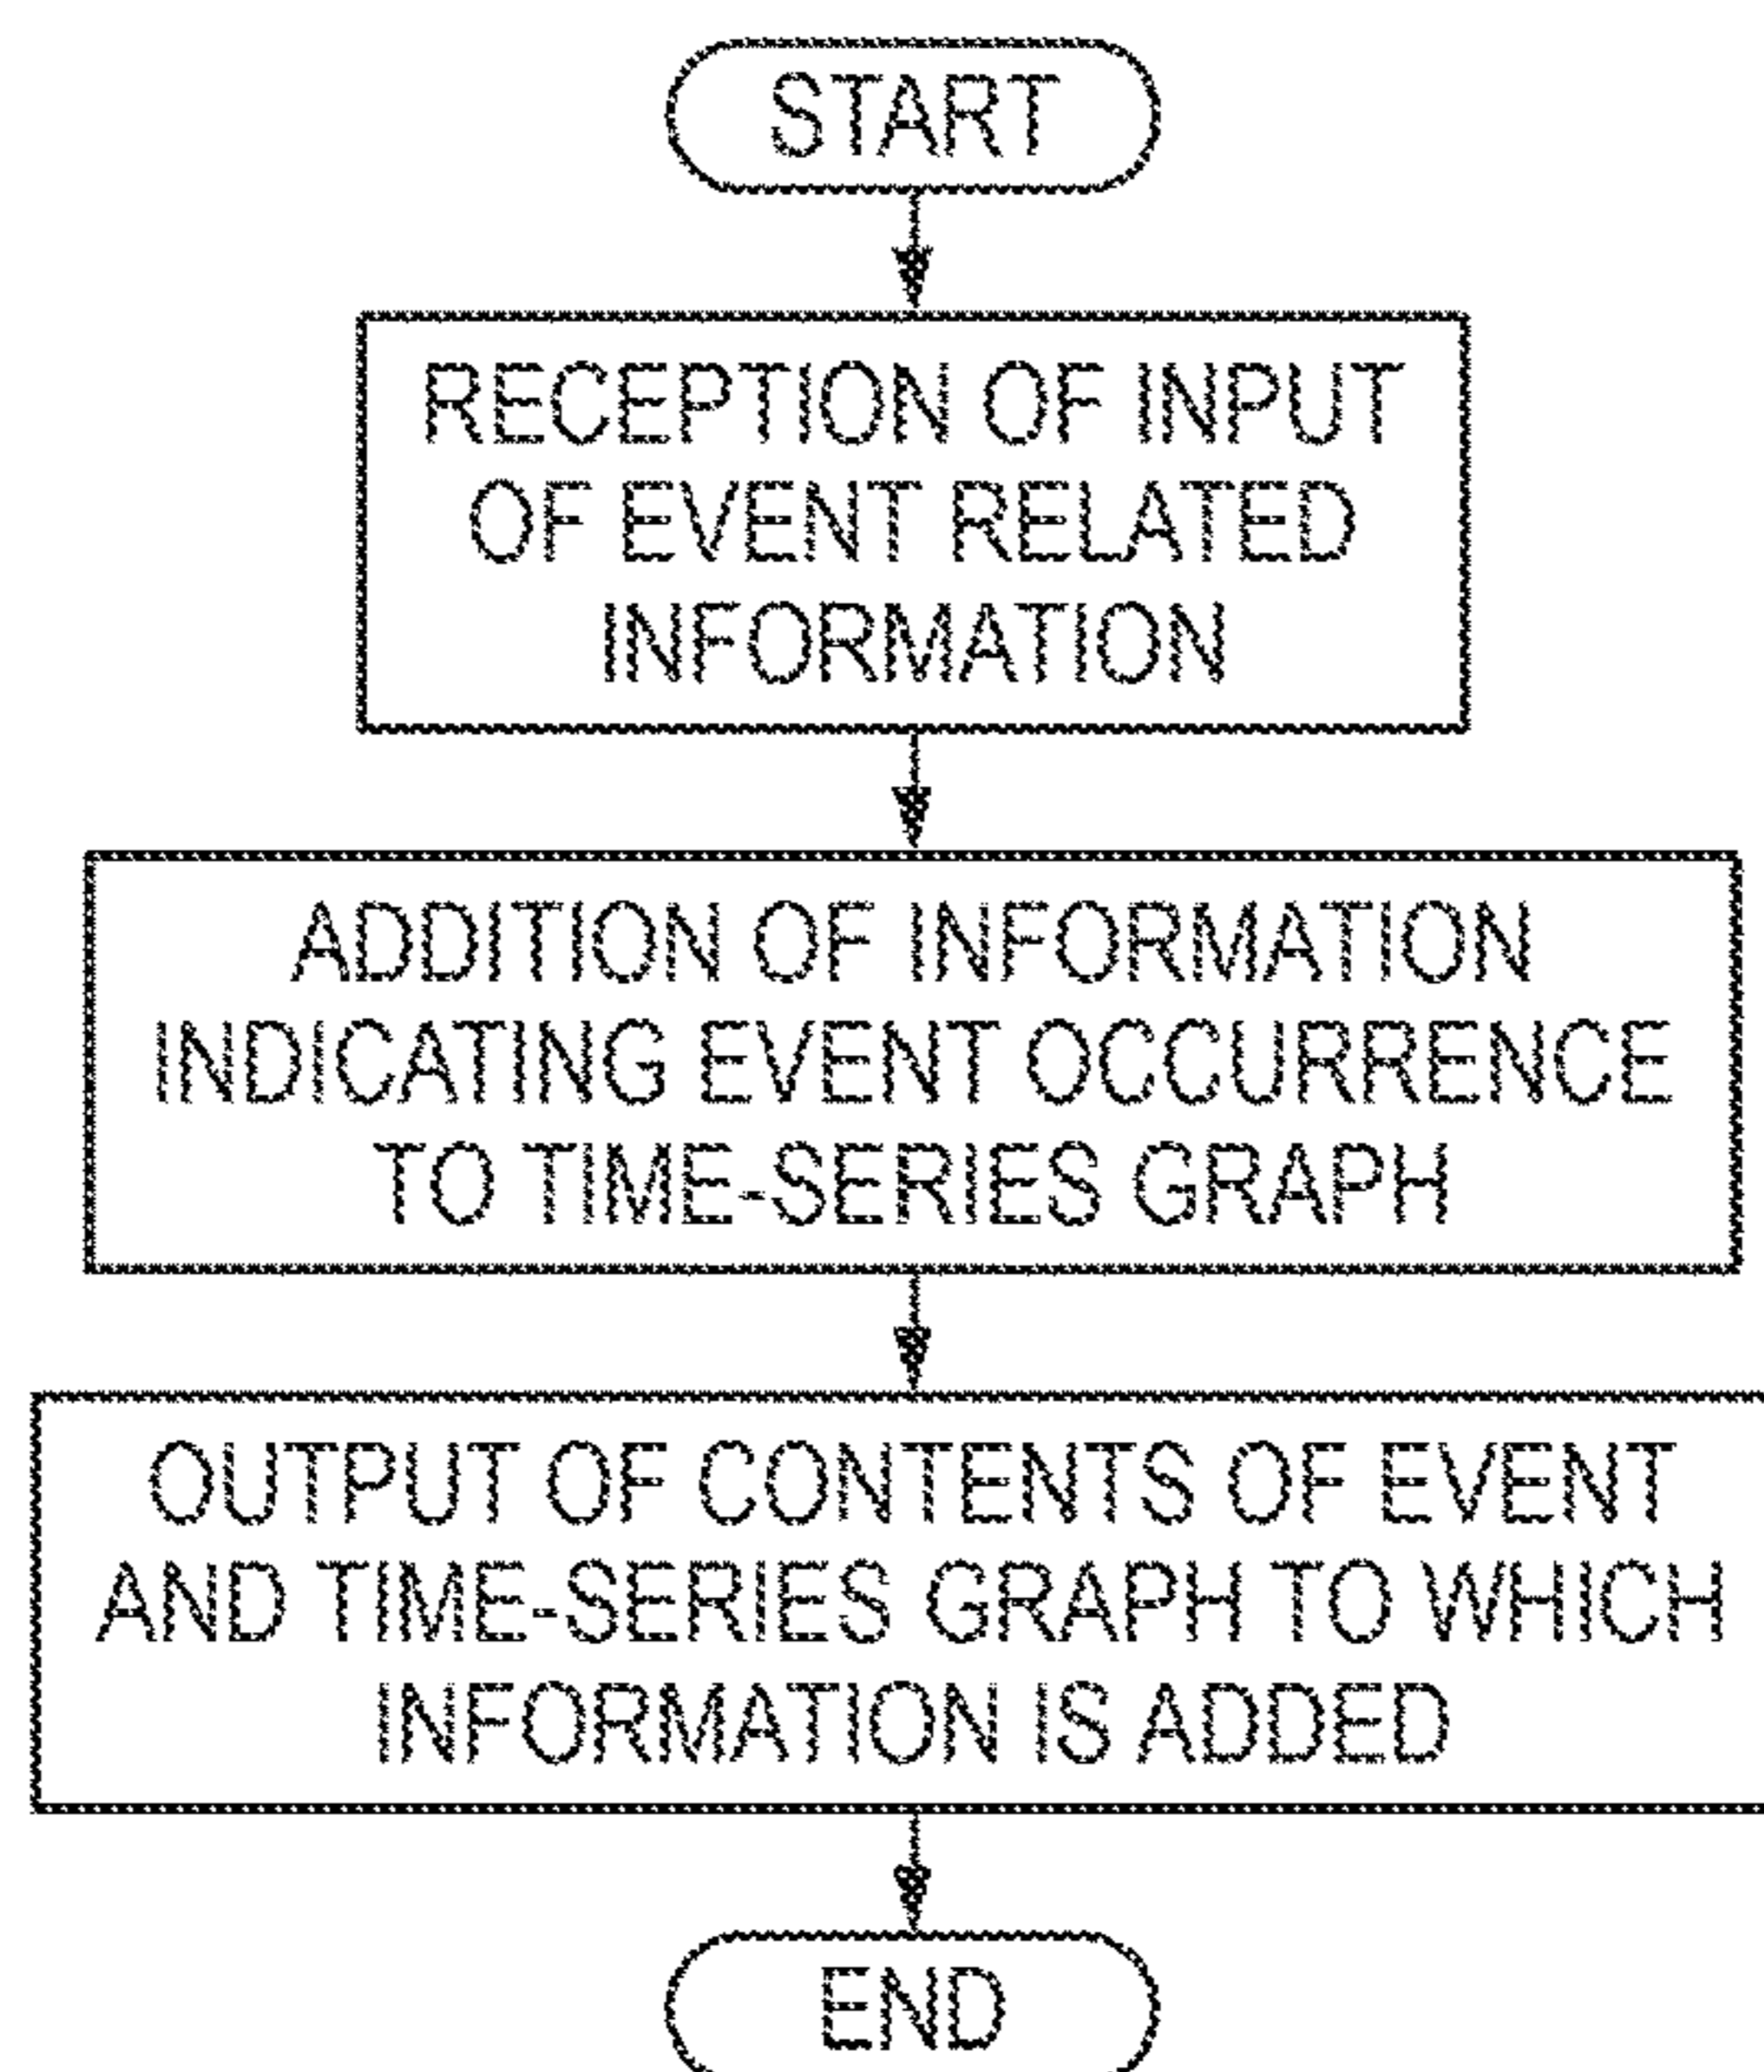 START
RECEPTION OF INPUT
OF EVENT RELATED
INFORMATION
ADDITION OF INFORMATION
INDICATING EVENT OCCURRENCE
TO TIME-SERIES GRAPH
OUTPUT OF CONTENTS OF EVENT
AND TIME-SERIES GRAPH TO WHICH
INFORMATION IS ADDED
END